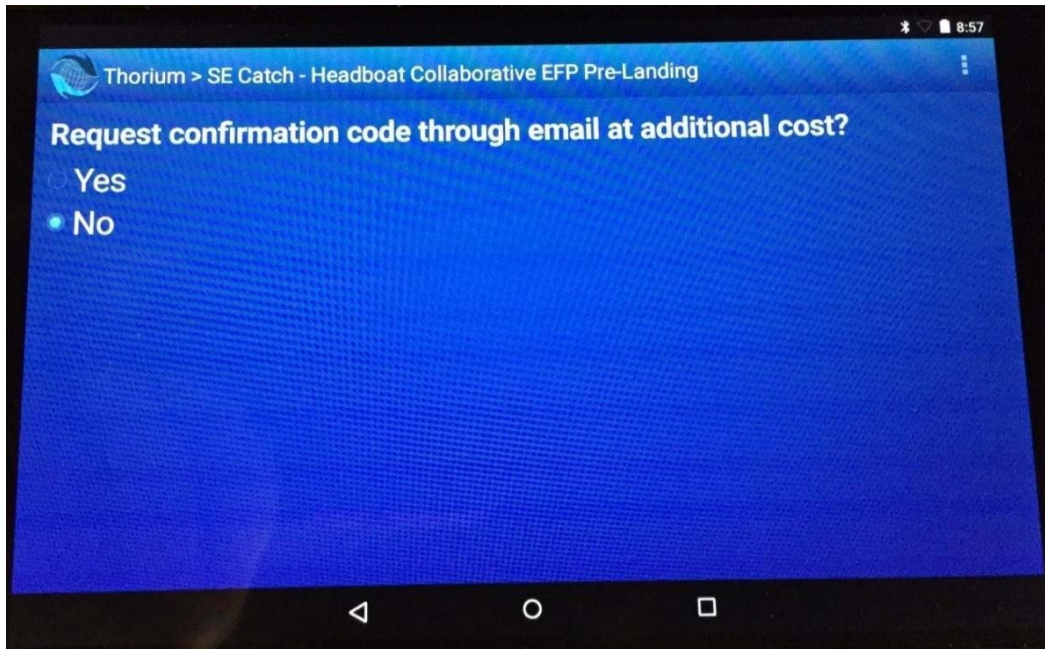 8:57
Thorium > SE Catch - Headboat Collaborative EFP Pre-Landing
Request confirmation code through email at additional cost?
Yes
No